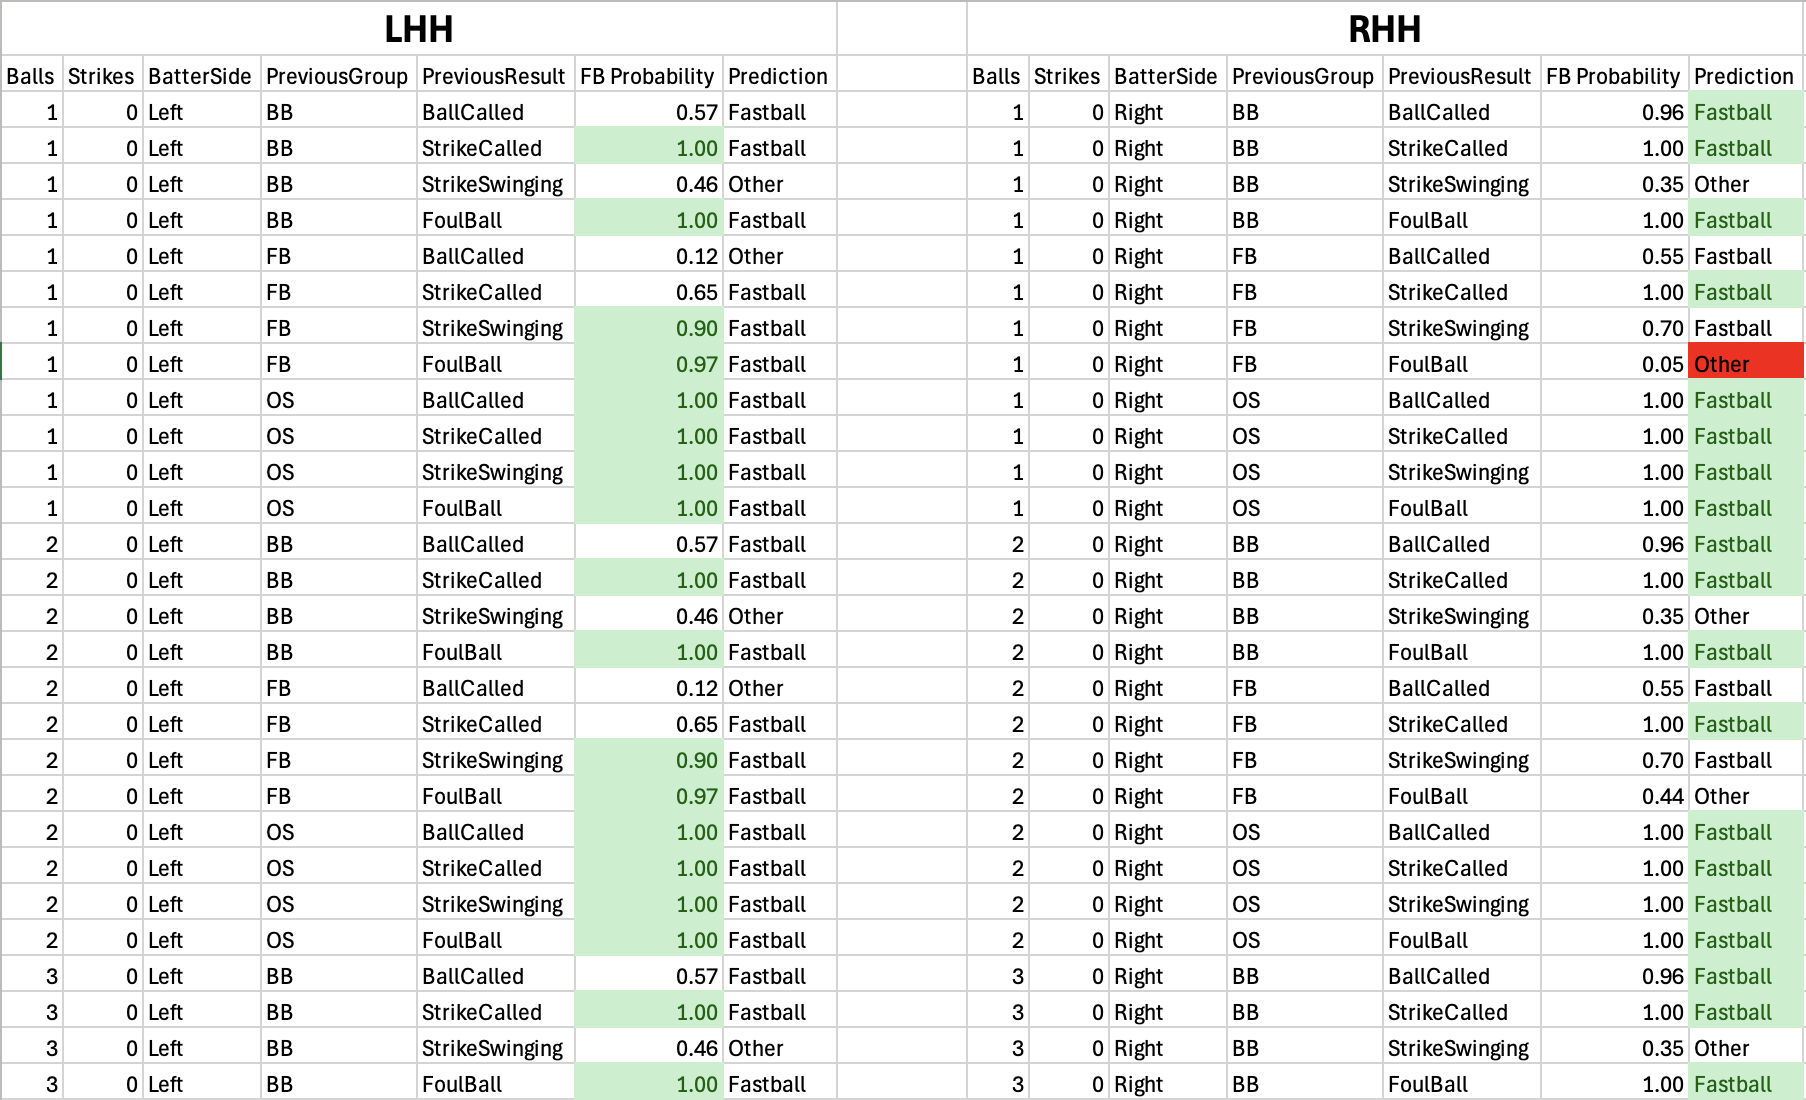 LHH RHH
Balls Strikes BatterSide PreviousGroup PreviousResult FB Probability Prediction Balls Strikes BatterSide PreviousGroup PreviousResult FB Probability Prediction
1 0 Left BB BallCalled 0.57 Fastball 1 0 Right BB BallCalled 0.96 Fastball
1 0 Left BB StrikeCalled 1.00 Fastball 1 0 Right BB StrikeCalled 1.00 Fastball
1 0 Left BB StrikeSwinging 0.46 Other 1 0 Right BB StrikeSwinging 0.35 Other
1 0 Left BB FoulBall 1.00 Fastball 1 0 Right BB FoulBall 1.00 Fastball
1 0 Left FB BallCalled 0.12 Other 1 0 Right FB BallCalled 0.55 Fastball
1 0 Left FB StrikeCalled 0.65 Fastball 1 0 Right FB StrikeCalled 1.00 Fastball
1 0 Left FB StrikeSwinging 0.90 Fastball 1 0 Right FB StrikeSwinging 0.70 Fastball
1 0 Left FB FoulBall 0.97 Fastball 1 0 Right FB FoulBall 0.05 Other
1 0 Left OS BallCalled 1.00 Fastball 1 0 Right OS BallCalled 1.00 Fastball
1 0 Left OS StrikeCalled 1.00 Fastball 1 0 Right OS StrikeCalled 1.00 Fastball
1 0 Left OS StrikeSwinging 1.00 Fastball 1 0 Right OS StrikeSwinging 1.00 Fastball
1 0 Left OS FoulBall 1.00 Fastball 1 0 Right OS FoulBall 1.00 Fastball
2 0 Left BB BallCalled 0.57 Fastball 2 0 Right BB BallCalled 0.96 Fastball
2 0 Left BB StrikeCalled 1.00 Fastball 2 0 Right BB StrikeCalled 1.00 Fastball
2 0 Left BB StrikeSwinging 0.46 Other 2 0 Right BB StrikeSwinging 0.35 Other
2 0 Left BB FoulBall 1.00 Fastball 2 0 Right BB FoulBall 1.00 Fastball
2 0 Left FB BallCalled 0.12 Other 2 0 Right FB BallCalled 0.55 Fastball
2 0 Left FB StrikeCalled 0.65 Fastball 2 0 Right FB StrikeCalled 1.00 Fastball
2 0 Left FB StrikeSwinging 0.90 Fastball 2 0 Right FB StrikeSwinging 0.70 Fastball
2 0 Left FB FoulBall 0.97 Fastball 2 0 Right FB FoulBall 0.44 Other
2 0 Left OS BallCalled 1.00 Fastball 2 0 Right OS BallCalled 1.00 Fastball
2 0 Left OS StrikeCalled 1.00 Fastball 2 0 Right OS StrikeCalled 1.00 Fastball
2 0 Left OS StrikeSwinging 1.00 Fastball 2 0 Right OS StrikeSwinging 1.00 Fastball
2 0 Left OS FoulBall 1.00 Fastball 2 0 Right OS FoulBall 1.00 Fastball
3 0 Left BB BallCalled 0.57 Fastball 3 0 Right BB BallCalled 0.96 Fastball
3 0 Left BB StrikeCalled 1.00 Fastball 3 0 Right BB StrikeCalled 1.00 Fastball
3 0 Left BB StrikeSwinging 0.46 Other 3 0 Right BB StrikeSwinging 0.35 Other
3 0 Left BB FoulBall 1.00 Fastball 3 0 Right BB FoulBall 1.00 Fastball